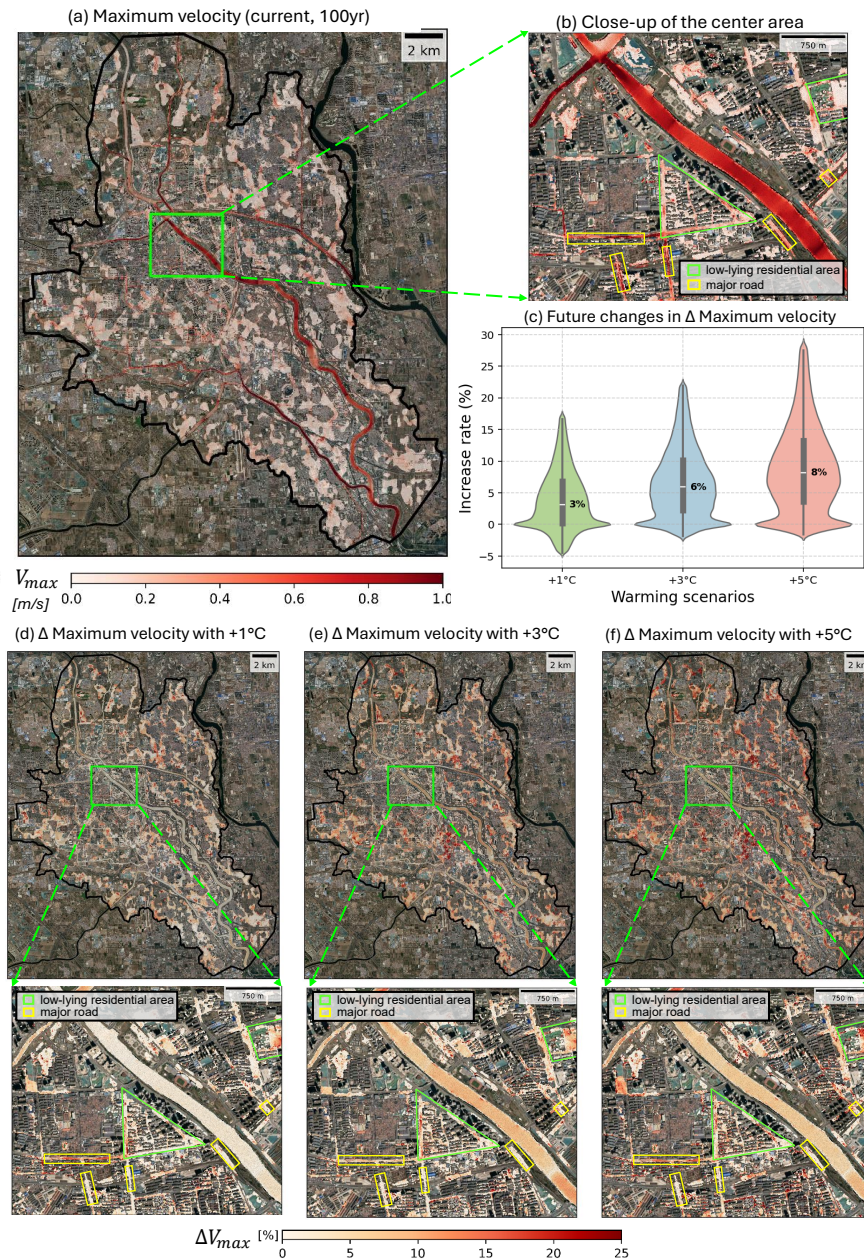 (a) Maximum velocity (current, 100yr)
2 km
(b) Close-up of the center area
750 m
low-lying residential area
major road
(c) Future changes in Δ Maximum velocity
Increase rate (%)
30
25
20
15
10
5
0
−5
3%
6%
8%
+1°C
+3°C
+5°C
Warming scenarios
Vmax
[m/s]
0.0
0.2
0.4
0.6
0.8
1.0
(d) Δ Maximum velocity with +1°C
(e) Δ Maximum velocity with +3°C
(f) Δ Maximum velocity with +5°C
2 km
2 km
2 km
low-lying residential area
major road
750 m
low-lying residential area
major road
750 m
low-lying residential area
major road
750 m
ΔVmax [%]
0
5
10
15
20
25